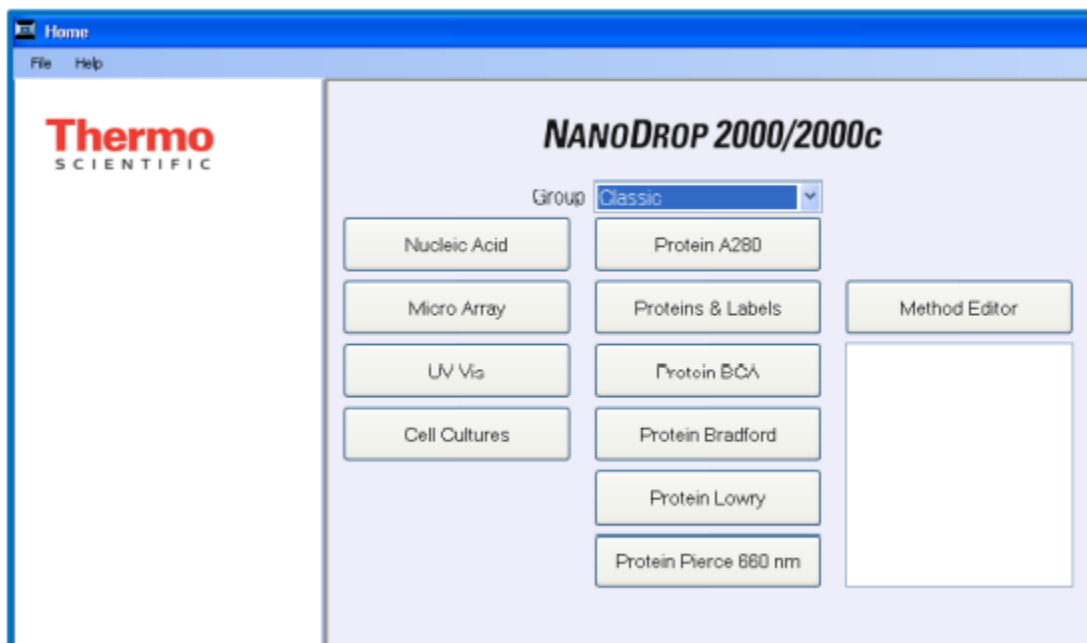 Home
File Help
Thermo
SCIENTIFIC
NANODROP 2000/2000c
Group Classic
Nucleic Acid
Protein A280
Micro Array
Proteins & Labels
Method Editor
UV Vis
Protein BCA
Cell Cultures
Protein Bradford
Protein Lowry
Protein Pierce 660 nm